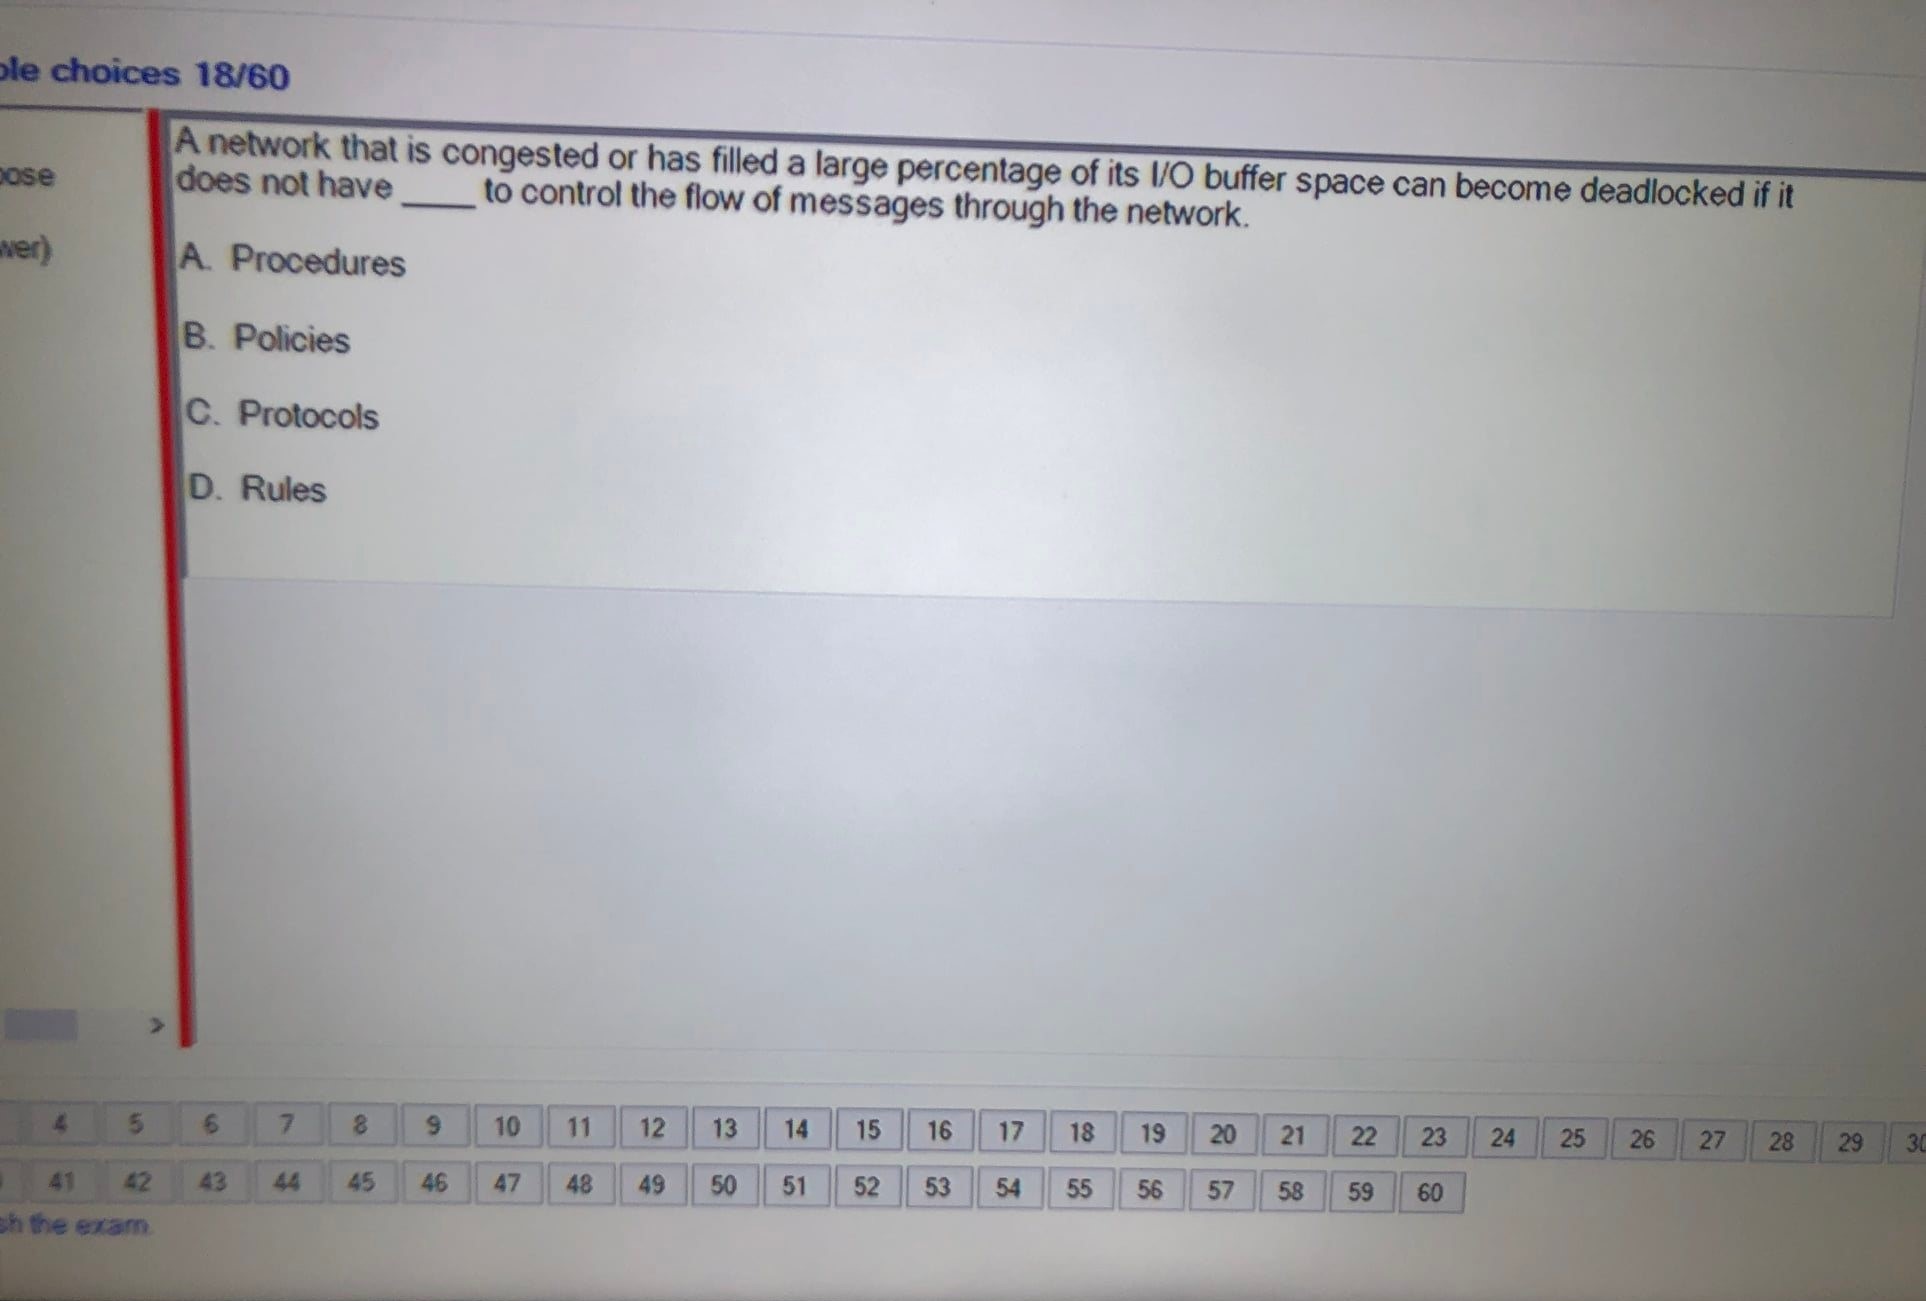 choices 18/60
A network that is congested or has filled a large percentage of its I/O buffer space can become deadlocked if it
does not have ____ to control the flow of messages through the network.
A. Procedures
B. Policies
C. Protocols
D. Rules
>
4 5 6 7 8 9 10 11 12 13 14 15 16 17 18 19 20 21 22 23 24 25 26 27 28 29 30
41 42 43 44 45 46 47 48 49 50 51 52 53 54 55 56 57 58 59 60
the exam